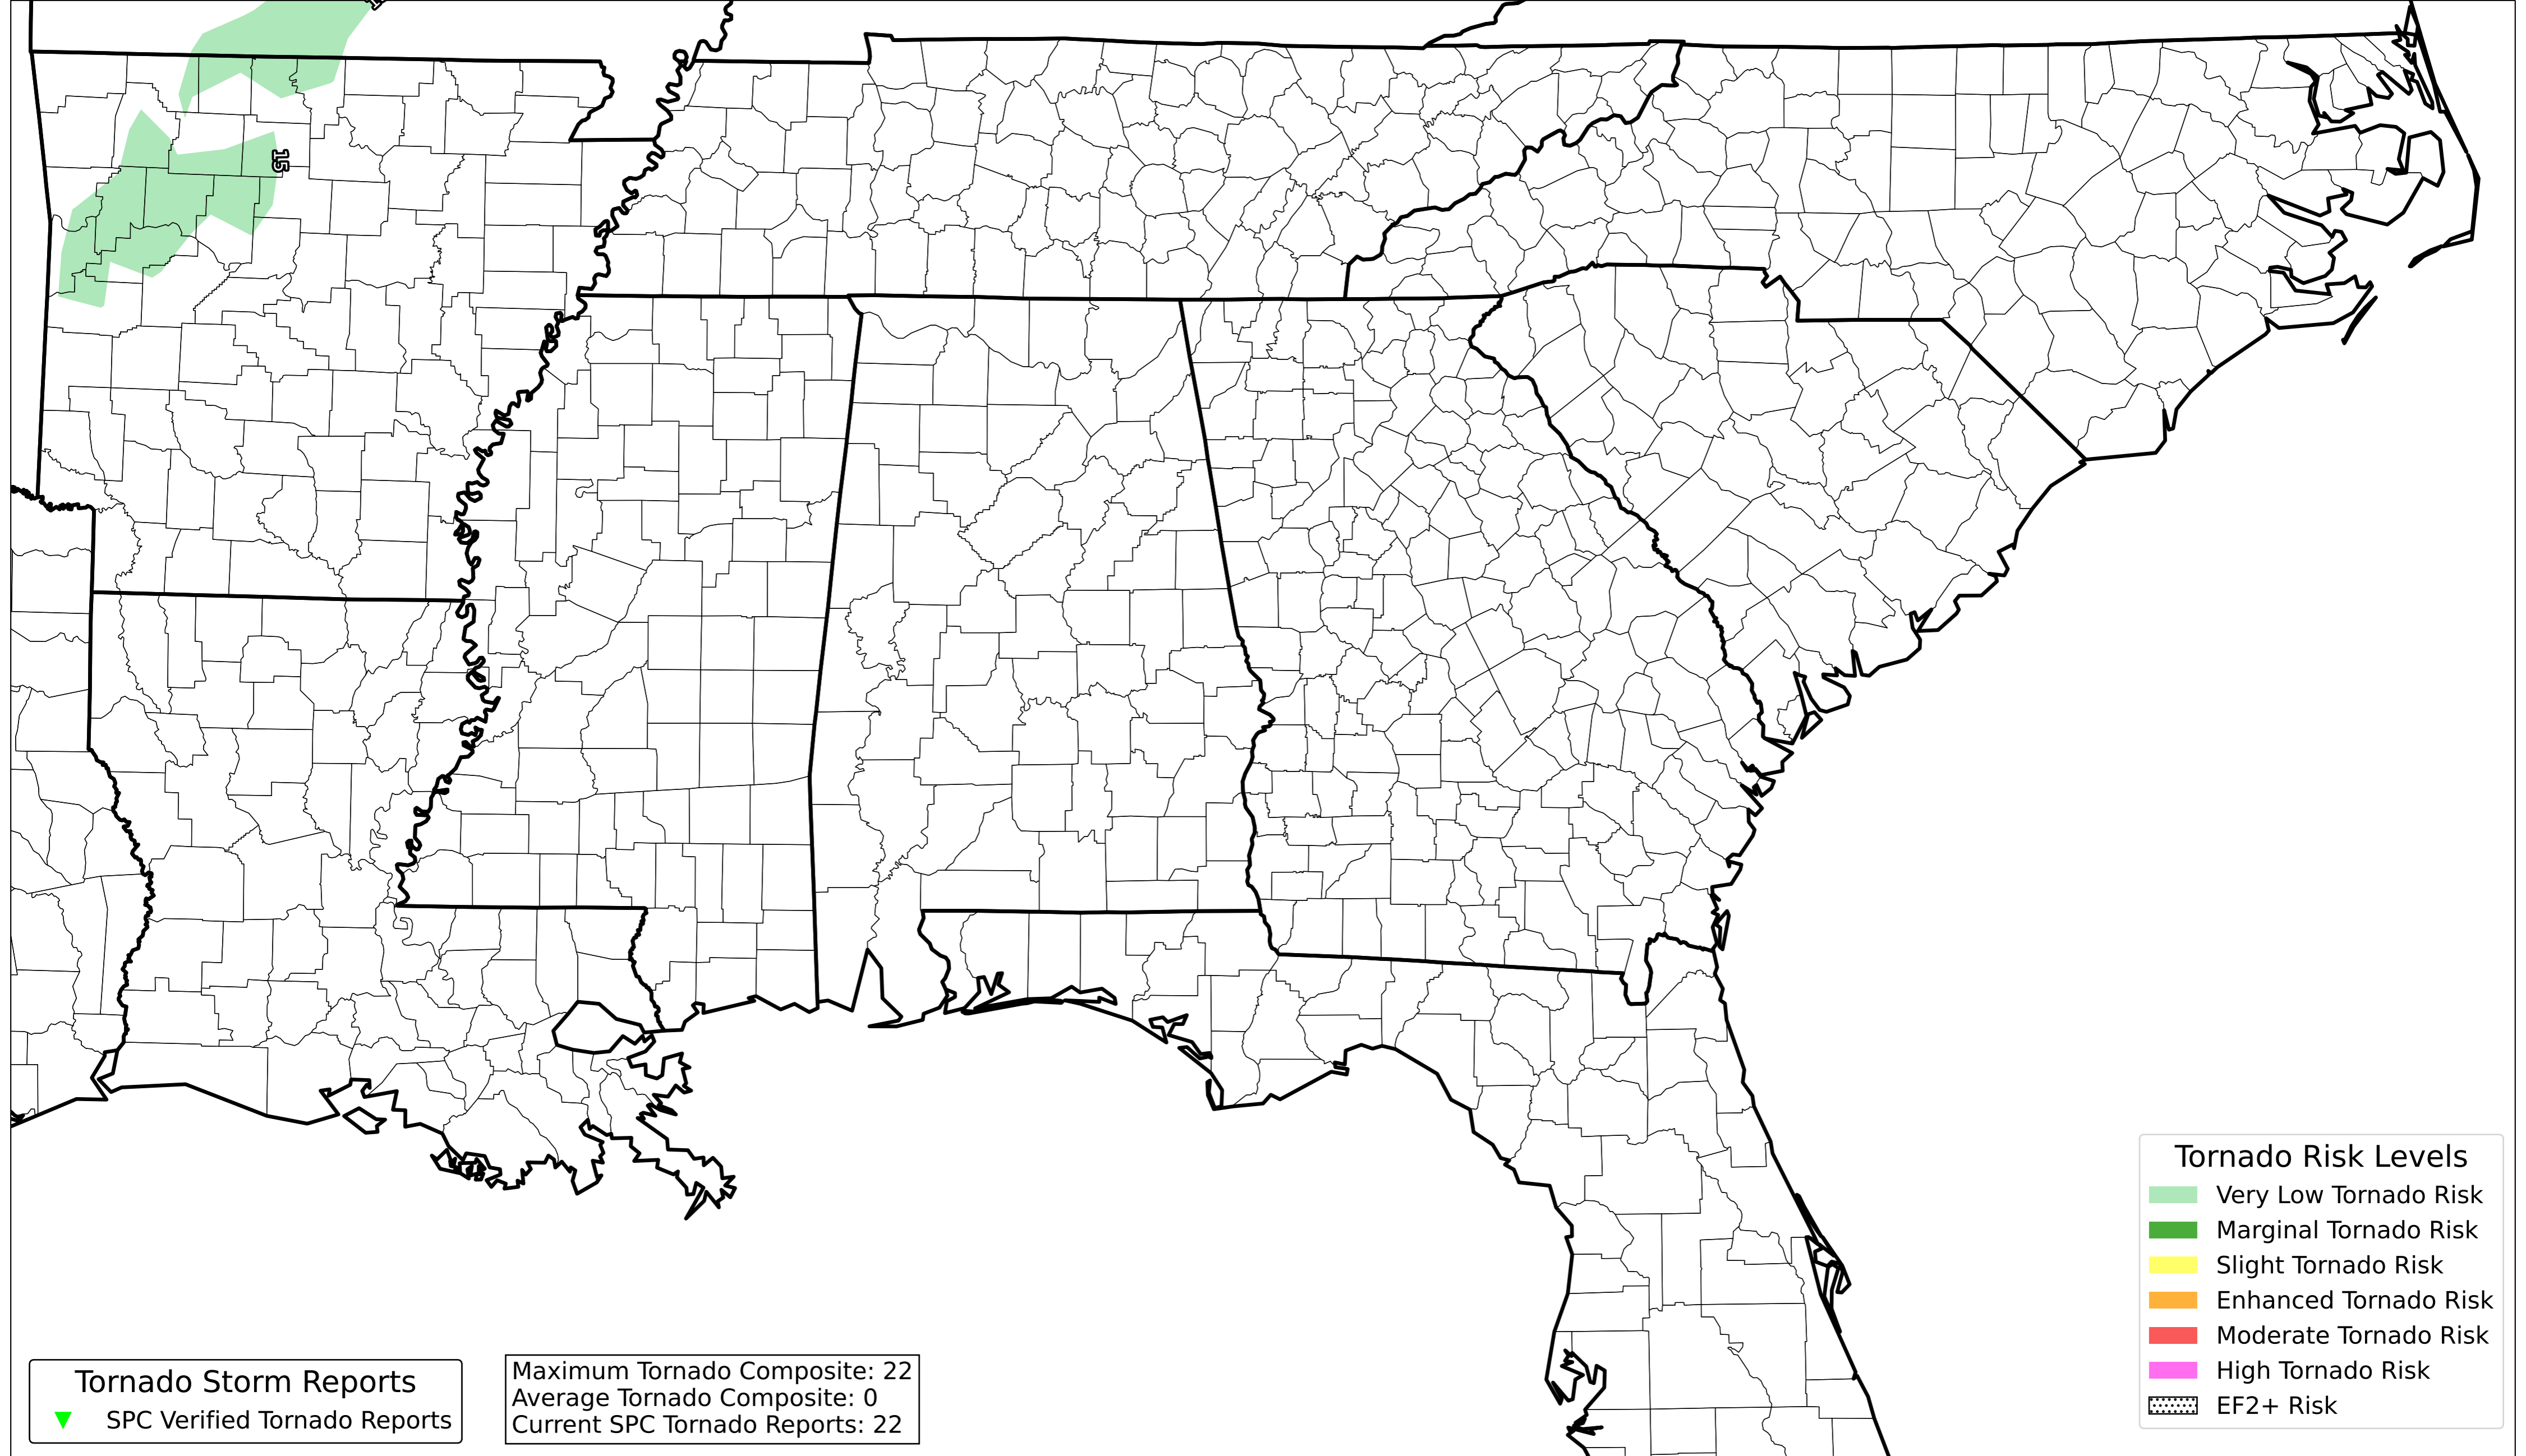 15
Tornado Risk Levels
Very Low Tornado Risk
Marginal Tornado Risk
Slight Tornado Risk
Enhanced Tornado Risk
Moderate Tornado Risk
High Tornado Risk
EF2+ Risk
Tornado Storm Reports
SPC Verified Tornado Reports
Maximum Tornado Composite: 22
Average Tornado Composite: 0
Current SPC Tornado Reports: 22